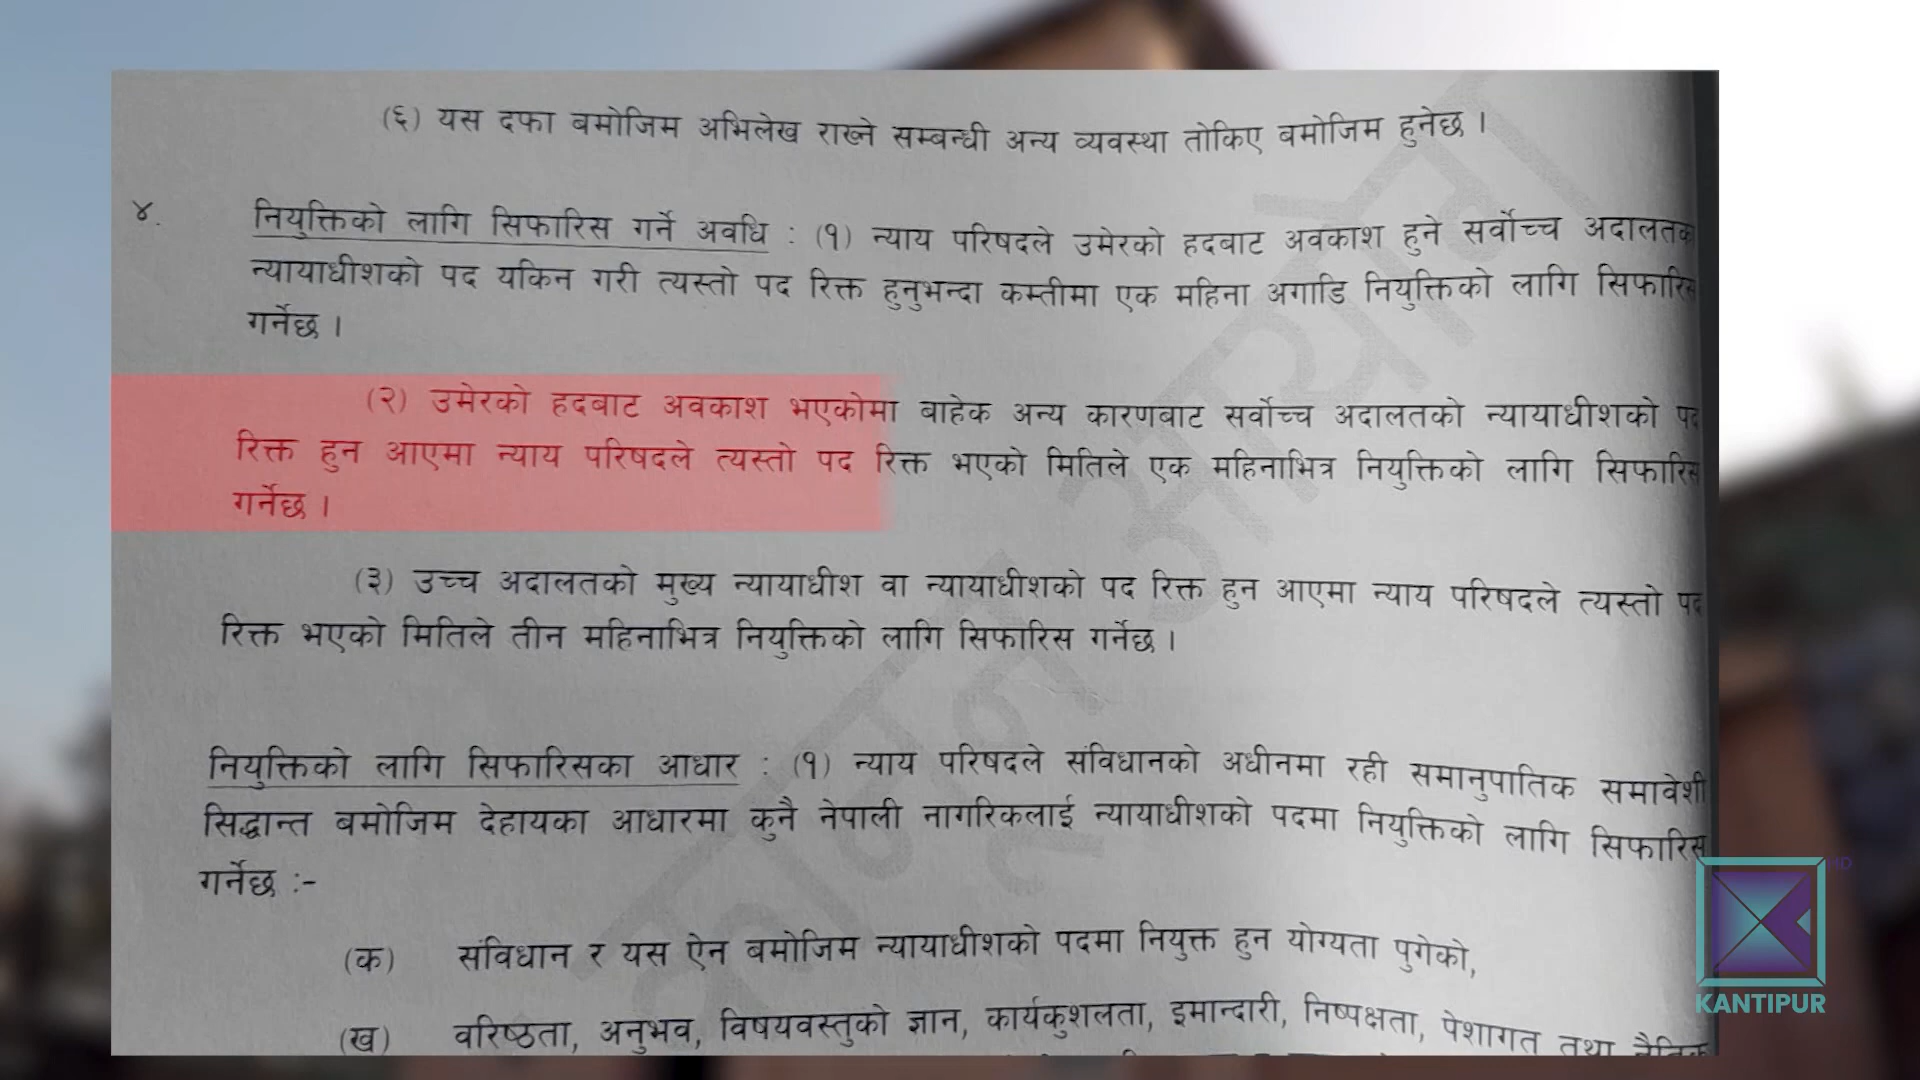 (६) यस दफा बमोजिम अभिलेख राख्ने सम्बन्धी अन्य व्यवस्था तोकिए बमोजिम हुनेछ ।
४. नियुक्तिको लागि सिफारिस गर्ने अवधि : (१) न्याय परिषदले उमेरको हदबाट अवकाश हुने सर्वोच्च अदालतका
न्यायाधीशको पद यकिन गरी त्यस्तो पद रिक्त हुनुभन्दा कम्तीमा एक महिना अगाडि नियुक्तिको लागि सिफारिस
गर्नेछ ।
(२) उमेरको हदबाट अवकाश भएकोमा बाहेक अन्य कारणबाट सर्वोच्च अदालतको न्यायाधीशको पद
रिक्त हुन आएमा न्याय परिषदले त्यस्तो पद रिक्त भएको मितिले एक महिनाभित्र नियुक्तिको लागि सिफारिस
गर्नेछ ।
(३) उच्च अदालतको मुख्य न्यायाधीश वा न्यायाधीशको पद रिक्त हुन आएमा न्याय परिषदले त्यस्तो पद
रिक्त भएको मितिले तीन महिनाभित्र नियुक्तिको लागि सिफारिस गर्नेछ ।
नियुक्तिको लागि सिफारिसका आधार : (१) न्याय परिषदले संविधानको अधीनमा रही समानुपातिक समावेशी
सिद्धान्त बमोजिम देहायका आधारमा कुनै नेपाली नागरिकलाई न्यायाधीशको पदमा नियुक्तिको लागि सिफारिस
गर्नेछ :-
(क) संविधान र यस ऐन बमोजिम न्यायाधीशको पदमा नियुक्त हुन योग्यता पुगेको,
(ख) वरिष्ठता, अनुभव, विषयवस्तुको ज्ञान, कार्यकुशलता, इमान्दारी, निष्पक्षता, पेशागत तथा नैतिक
कानून आयोग
HD
KANTIPUR